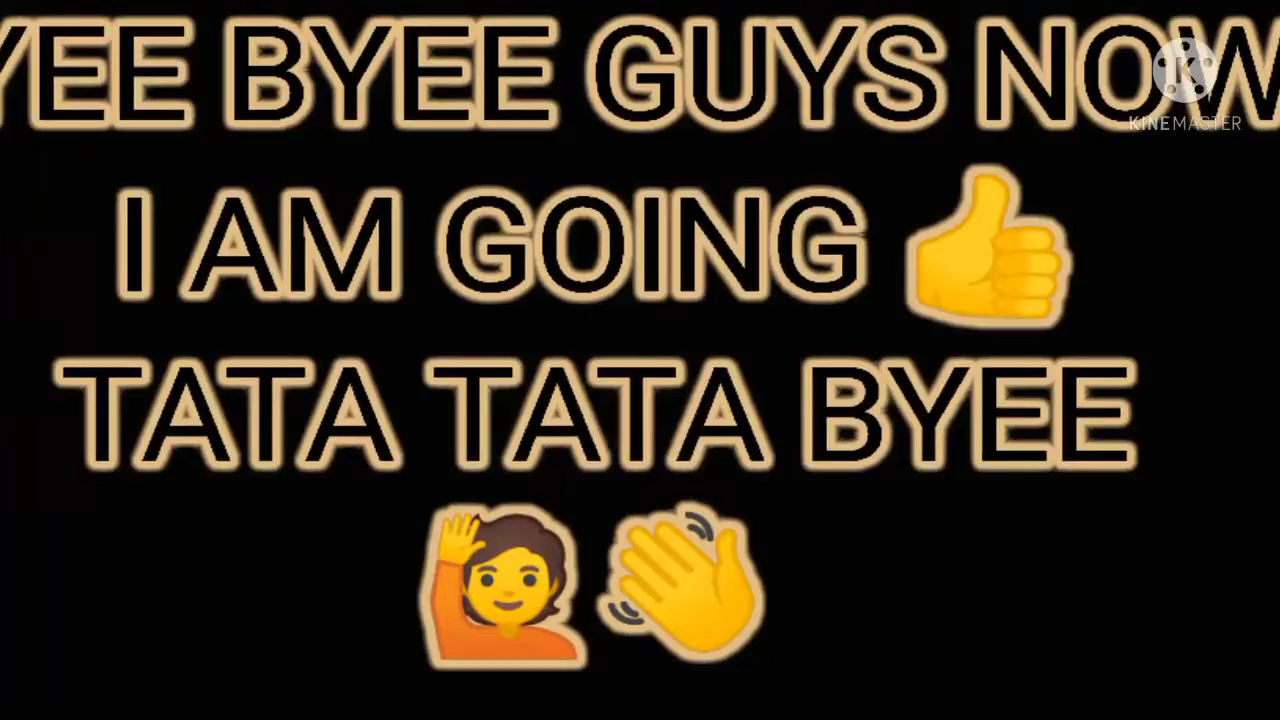 YEE BYEE GUYS NOW
KINEMASTER
I AM GOING 👍
TATA TATA BYEE
🙋 👋